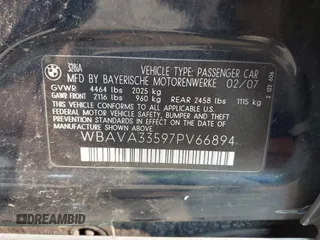 328iA
VEHICLE TYPE: PASSENGER CAR
MFD BY BAYERISCHE MOTORENWERKE 02/07
GVWR 4464 lbs 2025 kg
GAWR FRONT 2116 lbs 960 kg REAR 2458 lbs 1115 kg
THIS VEHICLE CONFORMS TO ALL APPLICABLE
FEDERAL MOTOR VEHICLE SAFETY, BUMPER,
AND THEFT PREVENTION STANDARDS IN EFFECT
ON THE DATE OF MANUFACTURE SHOWN ABOVE
WBAVA33597PV66894
DREAMBID